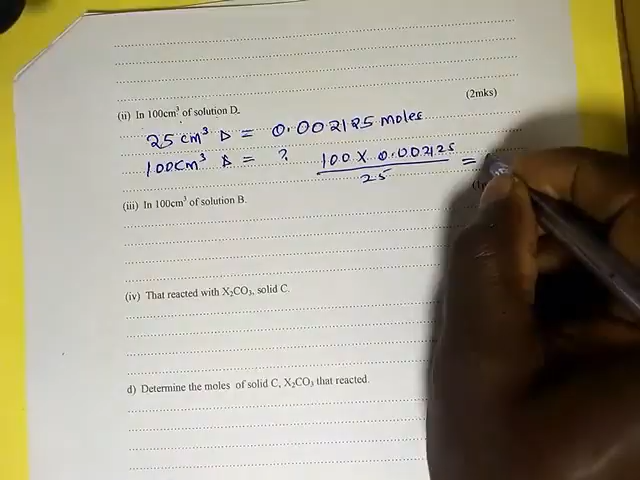 (ii) In 100cm³ of solution D.
(2mks)
25 cm³ D = 0.002125 moles
100cm³ D = ? 100 X 0.002125 =
25
(iii) In 100cm³ of solution B.
(iv) That reacted with X₂CO₃, solid C.
d) Determine the moles of solid C, X₂CO₃ that reacted.